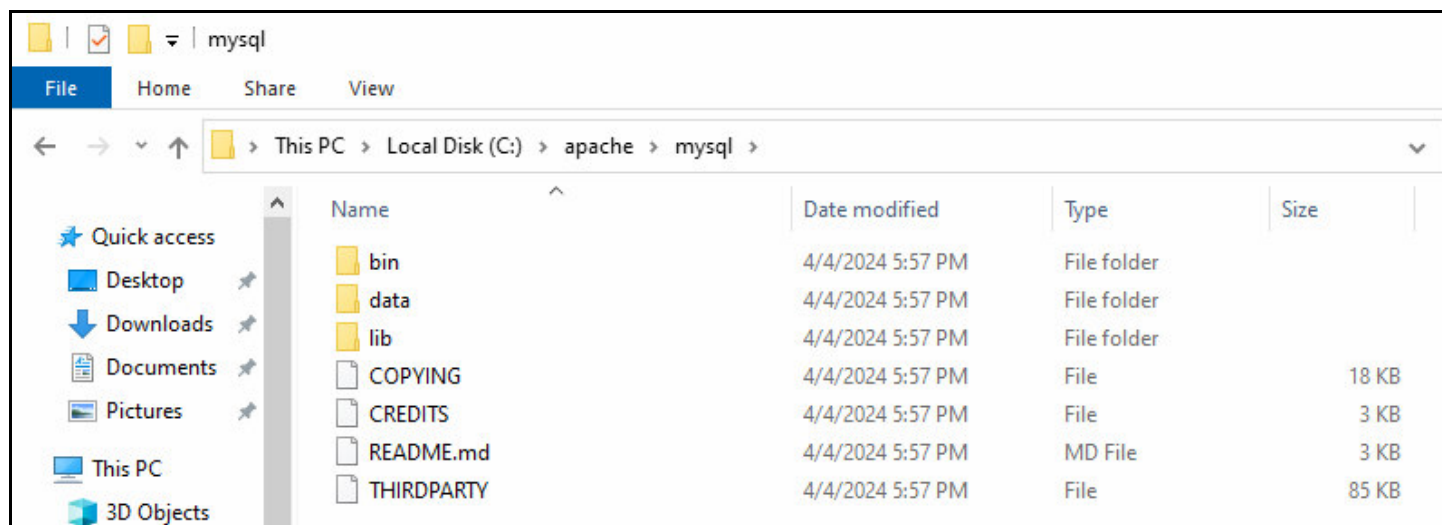 mysql
File Home Share View
This PC Local Disk (C:) apache mysql
Name Date modified Type Size
Quick access
Desktop
Downloads
Documents
Pictures
This PC
3D Objects
bin 4/4/2024 5:57 PM File folder
data 4/4/2024 5:57 PM File folder
lib 4/4/2024 5:57 PM File folder
COPYING 4/4/2024 5:57 PM File 18 KB
CREDITS 4/4/2024 5:57 PM File 3 KB
README.md 4/4/2024 5:57 PM MD File 3 KB
THIRDPARTY 4/4/2024 5:57 PM File 85 KB